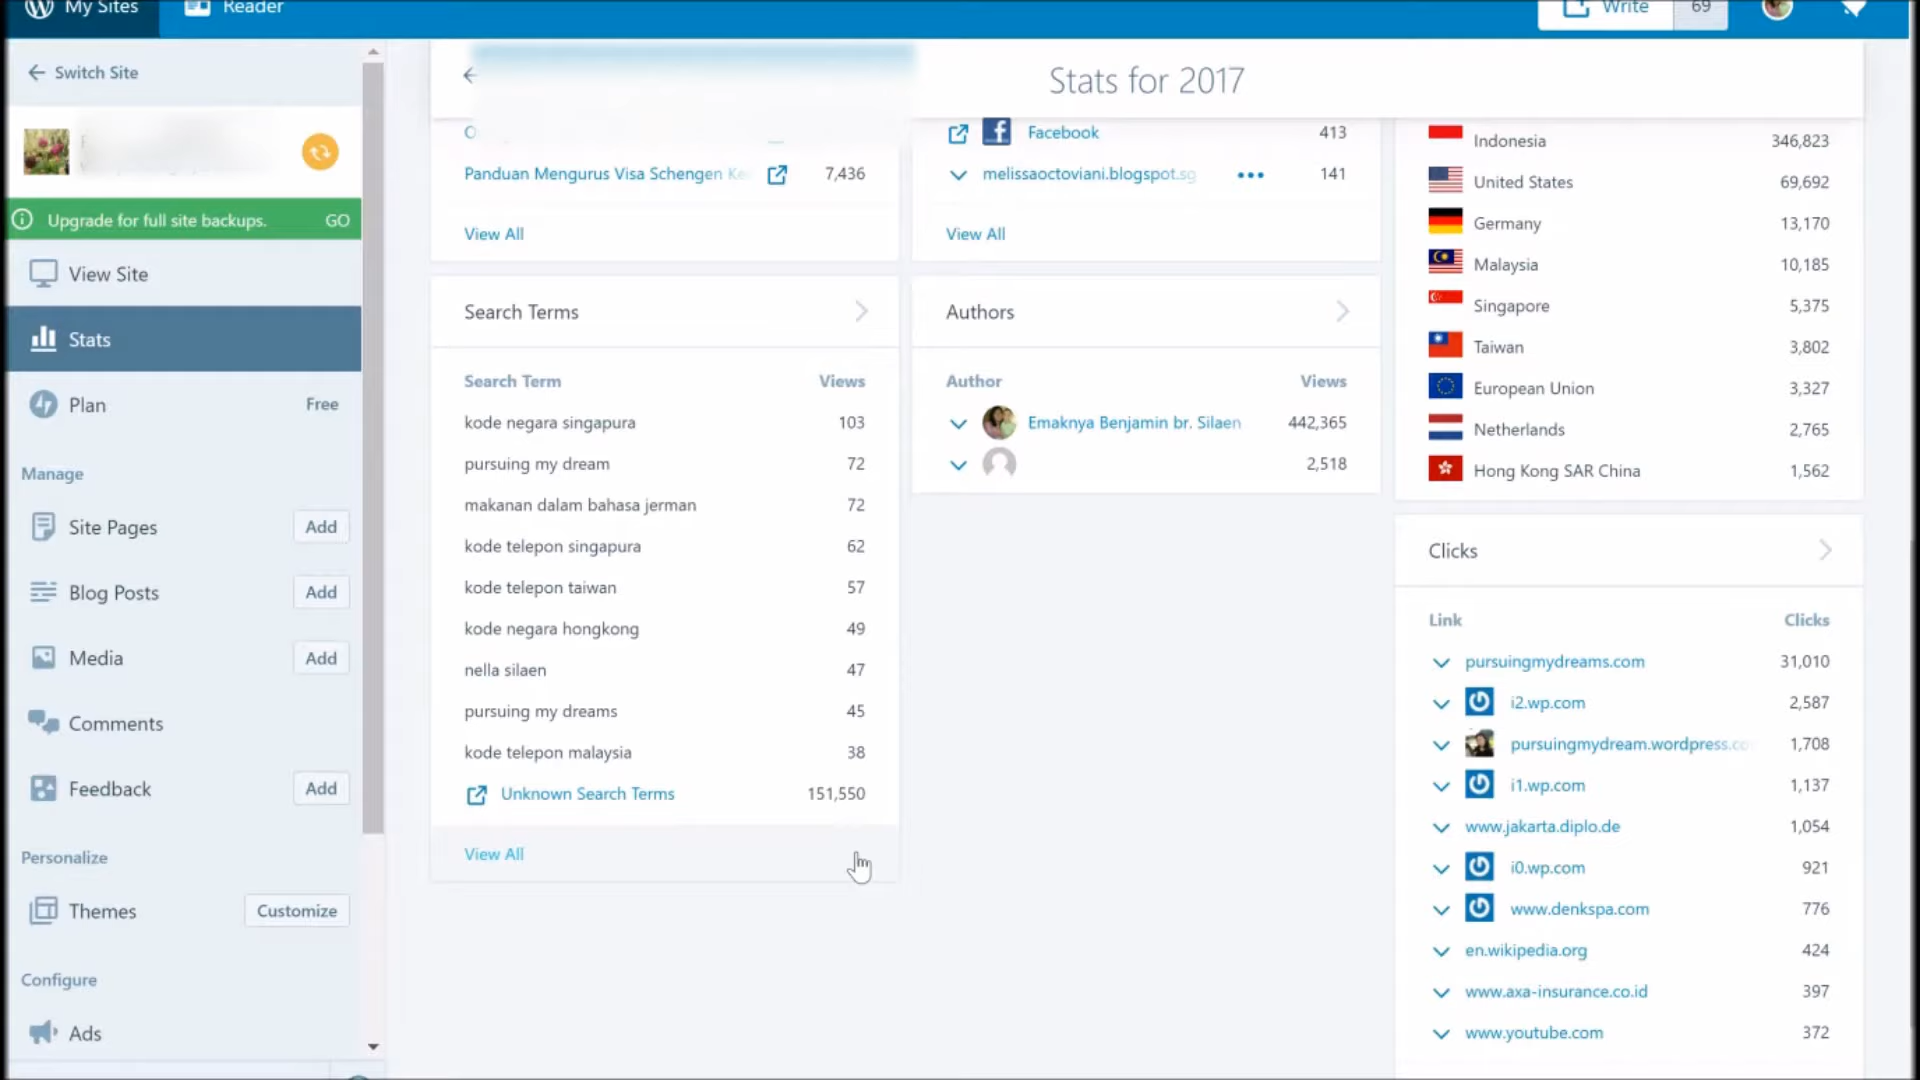 My Sites
Reader
Write
69
Switch Site
Upgrade for full site backups. GO
View Site
Stats
Plan Free
Manage
Site Pages Add
Blog Posts Add
Media Add
Comments
Feedback Add
Personalize
Themes Customize
Configure
Ads
Stats for 2017
Panduan Mengurus Visa Schengen 7,436
View All
Search Terms
Search Term Views
kode negara singapura 103
pursuing my dream 72
makanan dalam bahasa jerman 72
kode telepon singapura 62
kode telepon taiwan 57
kode negara hongkong 49
nella silaen 47
pursuing my dreams 45
kode telepon malaysia 38
Unknown Search Terms 151,550
View All
Facebook 413
melissaoctoviani.blogspot.sg 141
View All
Authors
Author Views
Emaknya Benjamin br. Silaen 442,365
2,518
Indonesia 346,823
United States 69,692
Germany 13,170
Malaysia 10,185
Singapore 5,375
Taiwan 3,802
European Union 3,327
Netherlands 2,765
Hong Kong SAR China 1,562
Clicks
Link Clicks
pursuingmydreams.com 31,010
i2.wp.com 2,587
pursuingmydream.wordpress.co 1,708
i1.wp.com 1,137
www.jakarta.diplo.de 1,054
i0.wp.com 921
www.denkspa.com 776
en.wikipedia.org 424
www.axa-insurance.co.id 397
www.youtube.com 372